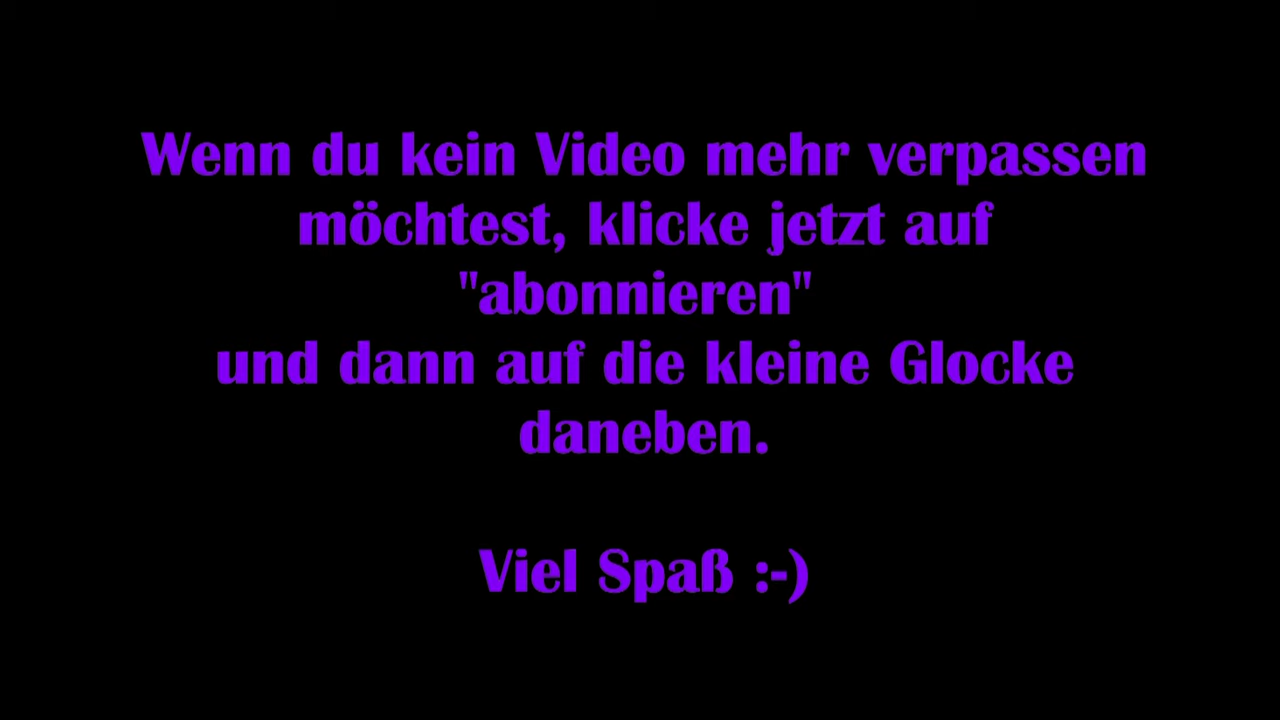 Wenn du kein Video mehr verpassen
möchtest, klicke jetzt auf
"abonnieren"
und dann auf die kleine Glocke
daneben.
Viel Spaß :-)